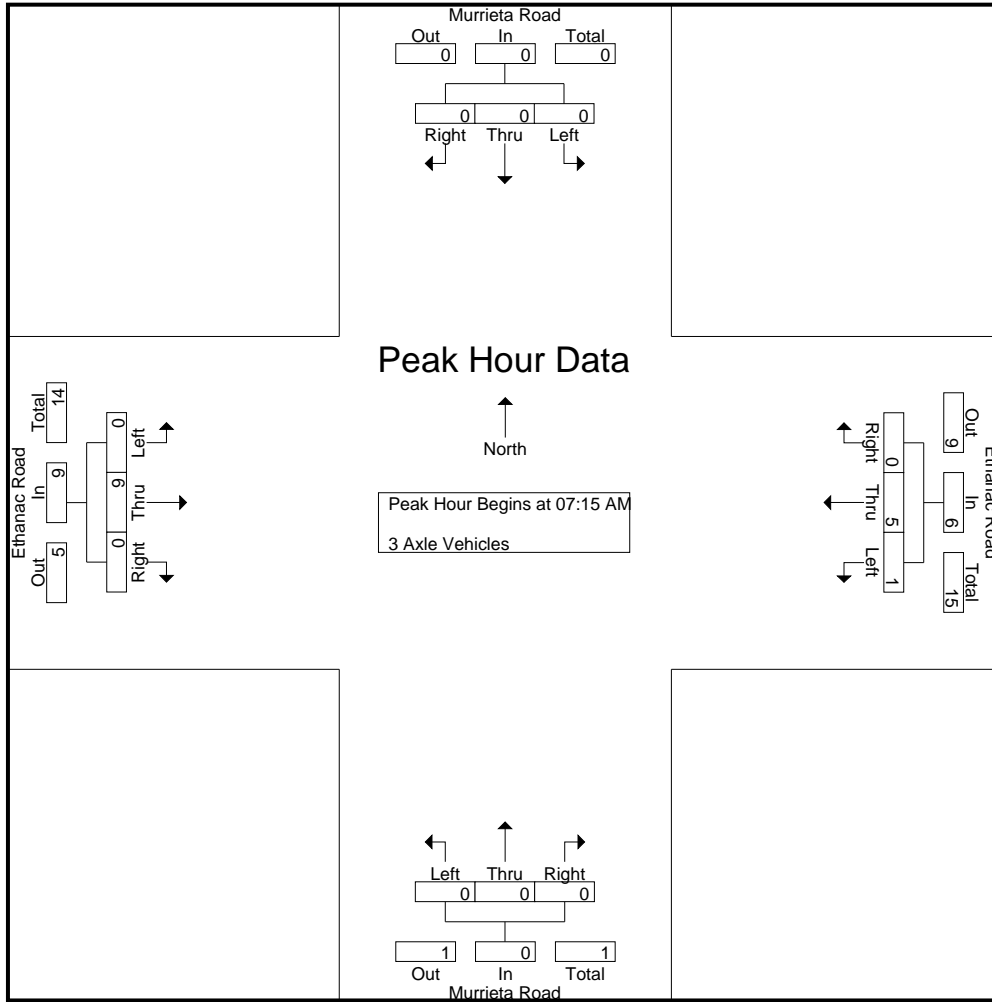 Murrieta Road
Out In Total
0 0 0
0 0 0
Right Thru Left
Peak Hour Data
North
Peak Hour Begins at 07:15 AM
3 Axle Vehicles
Ethanac Road
Total In Out
14 9 5
0 9 0
Left Thru Right
Ethanac Road
Out In Total
9 6 15
0 5 1
Right Thru Left
Left Thru Right
0 0 0
1 0 1
Out In Total
Murrieta Road